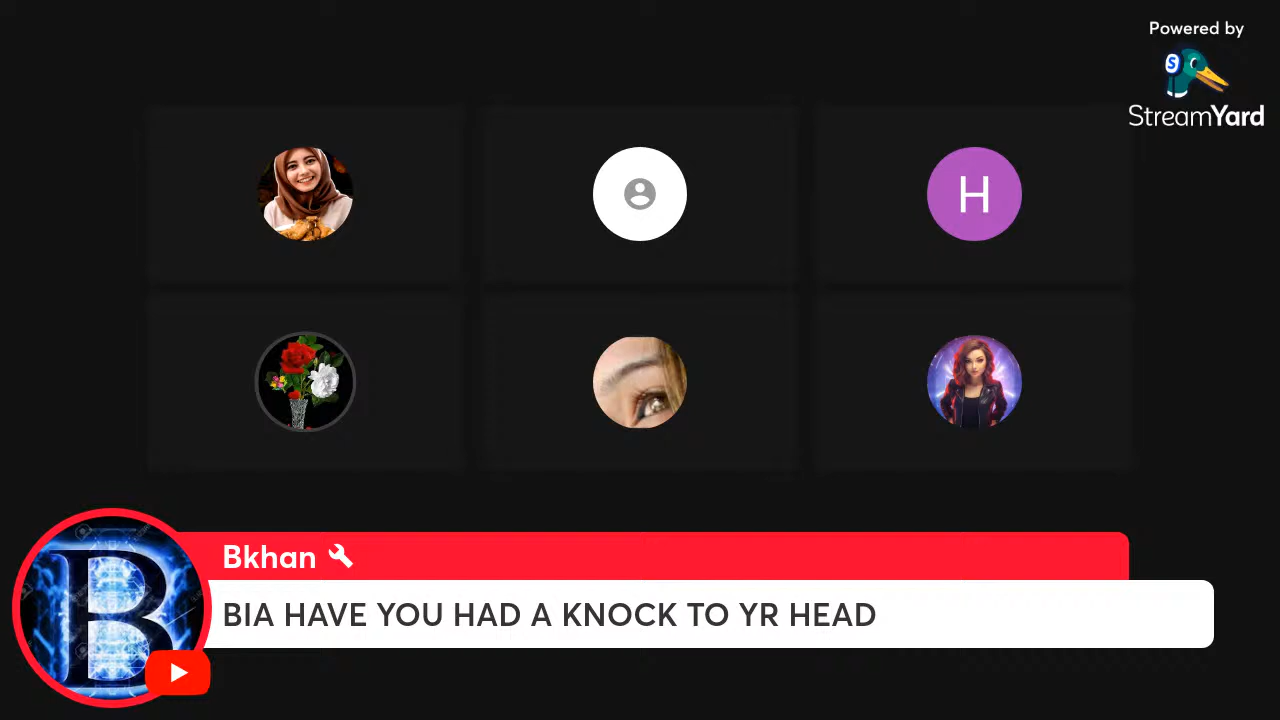 Powered by
StreamYard
H
Bkhan
BIA HAVE YOU HAD A KNOCK TO YR HEAD